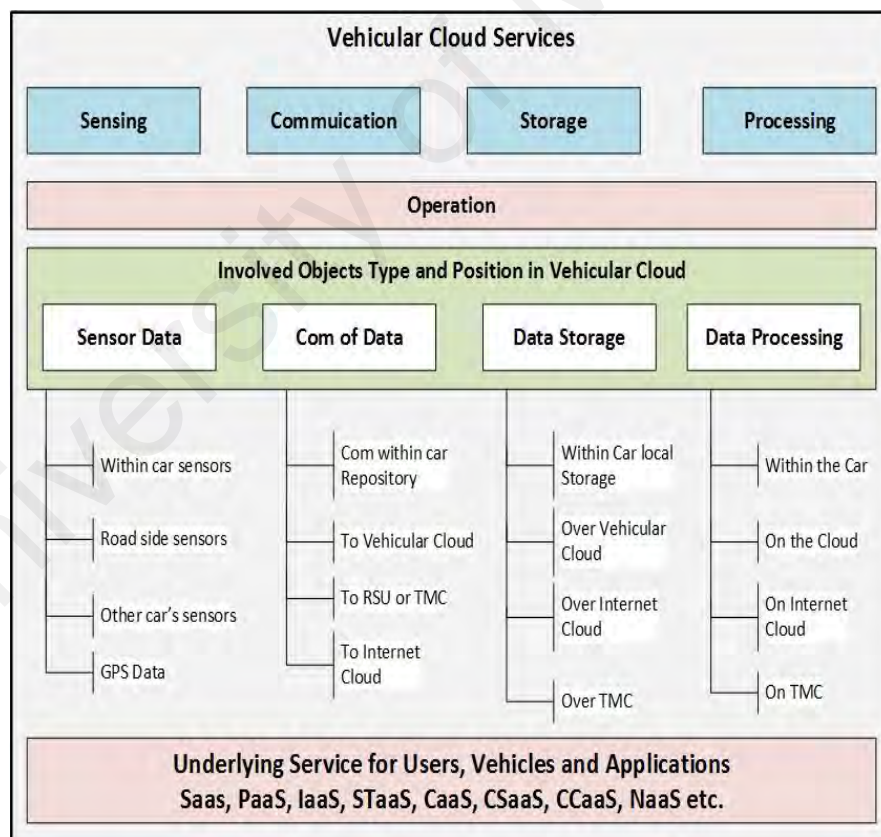 Vehicular Cloud Services
Sensing
Commuication
Storage
Processing
Operation
Involved Objects Type and Position in Vehicular Cloud
Sensor Data
Com of Data
Data Storage
Data Processing
Within car sensors
Road side sensors
Other car's sensors
GPS Data
Com within car
Repository
To Vehicular Cloud
To RSU or TMC
To Internet
Cloud
Within Car local
Storage
Over Vehicular
Cloud
Over Internet
Cloud
Over TMC
Within the Car
On the Cloud
On Internet
Cloud
On TMC
Underlying Service for Users, Vehicles and Applications
Saas, PaaS, IaaS, STaaS, CaaS, CSaaS, CCaaS, NaaS etc.
University of